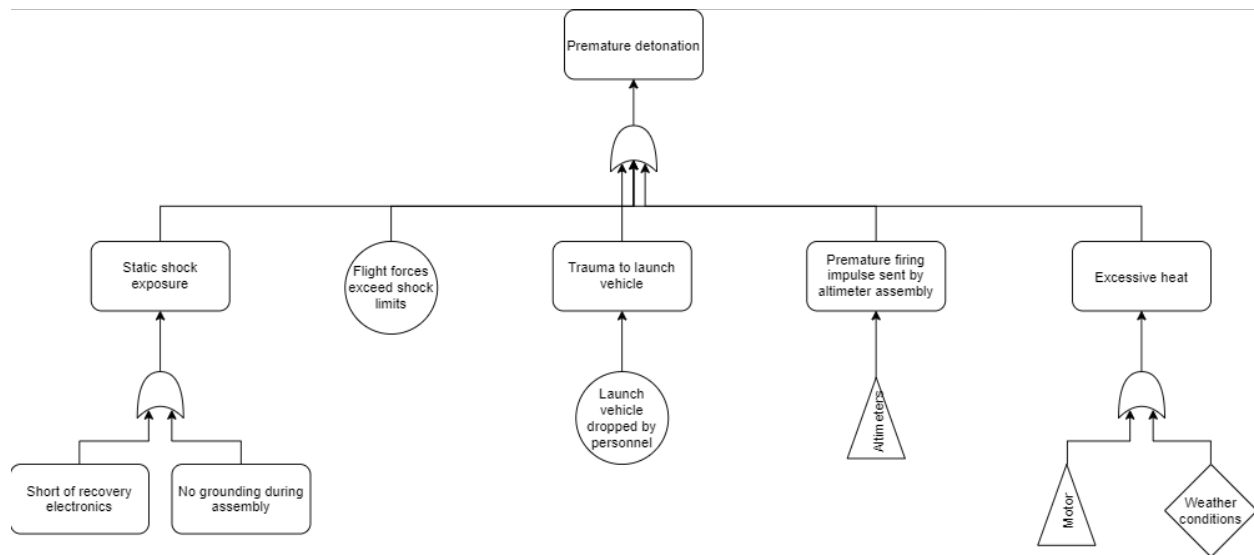 Premature detonation
Static shock
exposure
Flight forces
exceed shock
limits
Trauma to launch
vehicle
Premature firing
impulse sent by
altimeter assembly
Excessive heat
Launch
vehicle
dropped by
personnel
Altimeters
Short of recovery
electronics
No grounding during
assembly
Motor
Weather
conditions